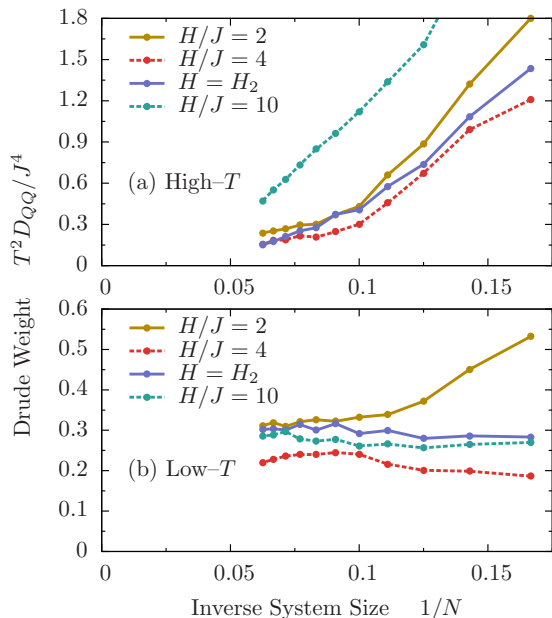 Drude Weight
T²D_QQ/J⁴
1.8
1.5
1.2
0.9
0.6
0.3
0
H/J = 2
H/J = 4
H = H₂
H/J = 10
(a) High–T
0 0.05 0.1 0.15
0.6
0.5
0.4
0.3
0.2
0.1
0
H/J = 2
H/J = 4
H = H₂
H/J = 10
(b) Low–T
0 0.05 0.1 0.15
Inverse System Size 1/N